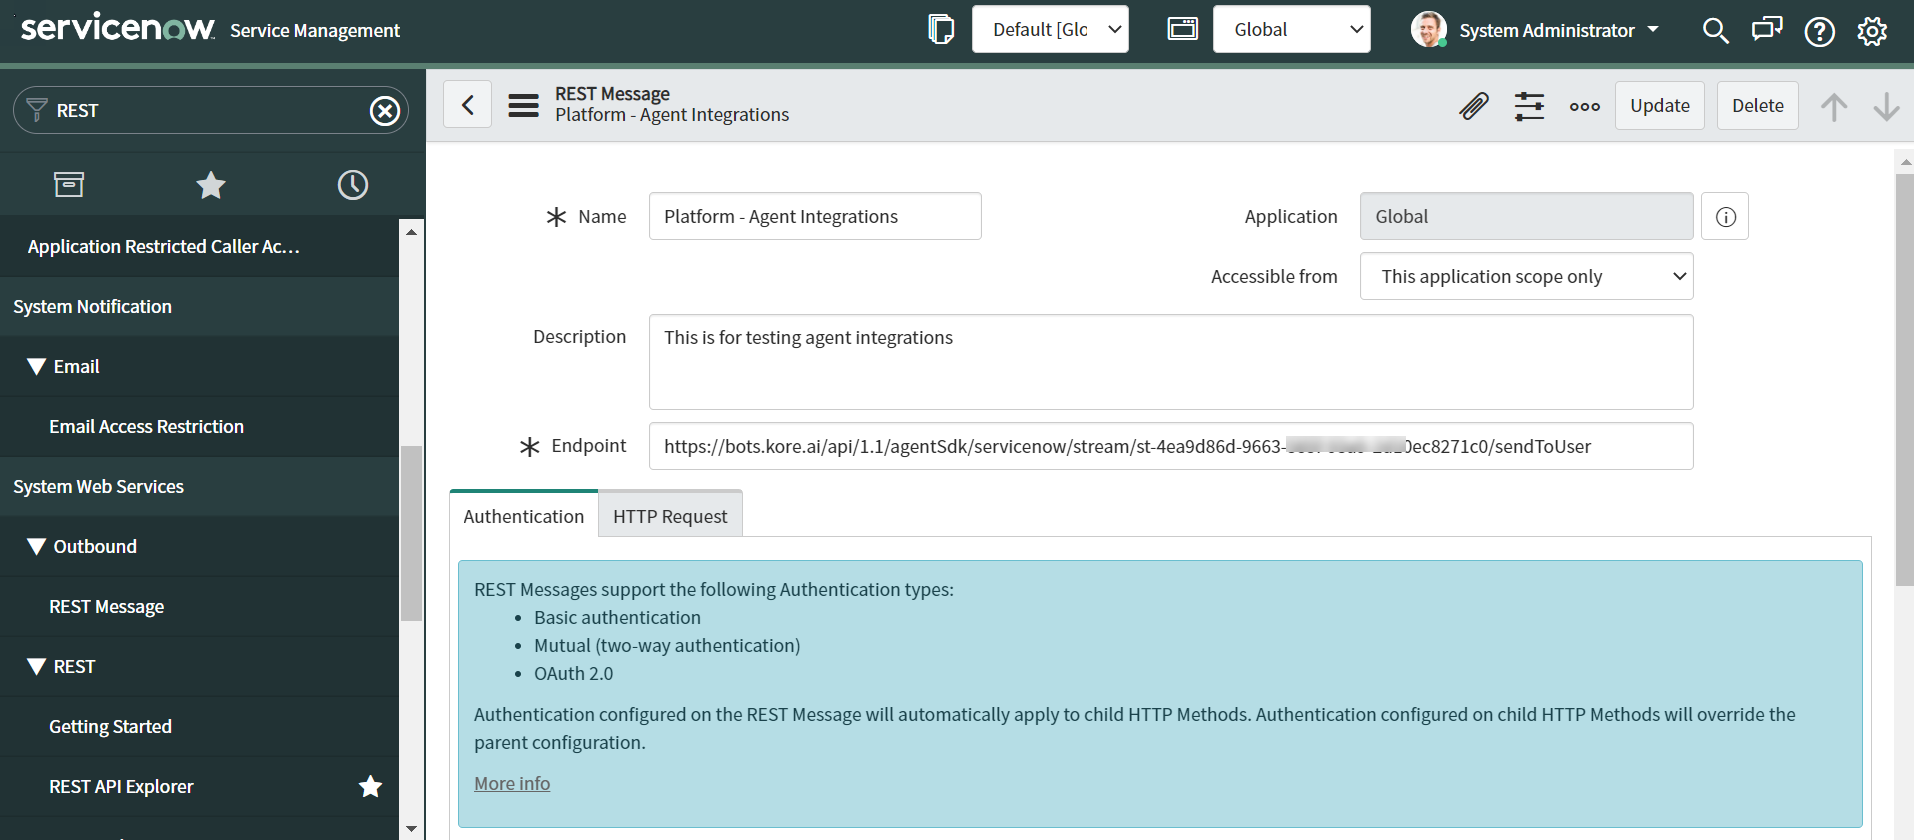 servicenow Service Management
Default [Glo
Global
System Administrator
REST
Application Restricted Caller Ac...
System Notification
Email
Email Access Restriction
System Web Services
Outbound
REST Message
REST
Getting Started
REST API Explorer
REST Message
Platform - Agent Integrations
Update
Delete
Name
Platform - Agent Integrations
Application
Global
Accessible from
This application scope only
Description
This is for testing agent integrations
Endpoint
https://bots.kore.ai/api/1.1/agentSdk/servicenow/stream/st-4ea9d86d-9663- 0ec8271c0/sendToUser
Authentication
HTTP Request
REST Messages support the following Authentication types:
• Basic authentication
• Mutual (two-way authentication)
• OAuth 2.0
Authentication configured on the REST Message will automatically apply to child HTTP Methods. Authentication configured on child HTTP Methods will override the
parent configuration.
More info